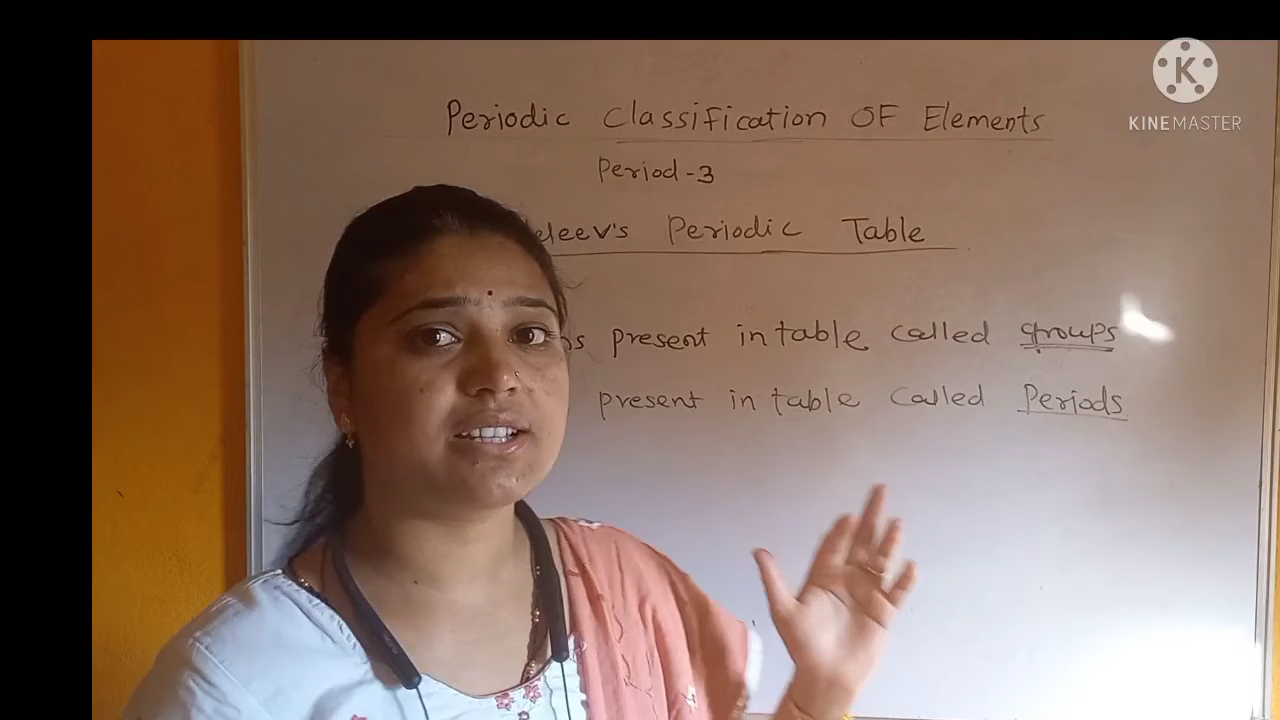 Periodic Classification OF Elements
Period-3
Periodic Table
present in table called groups
present in table called Periods
K
KINEMASTER